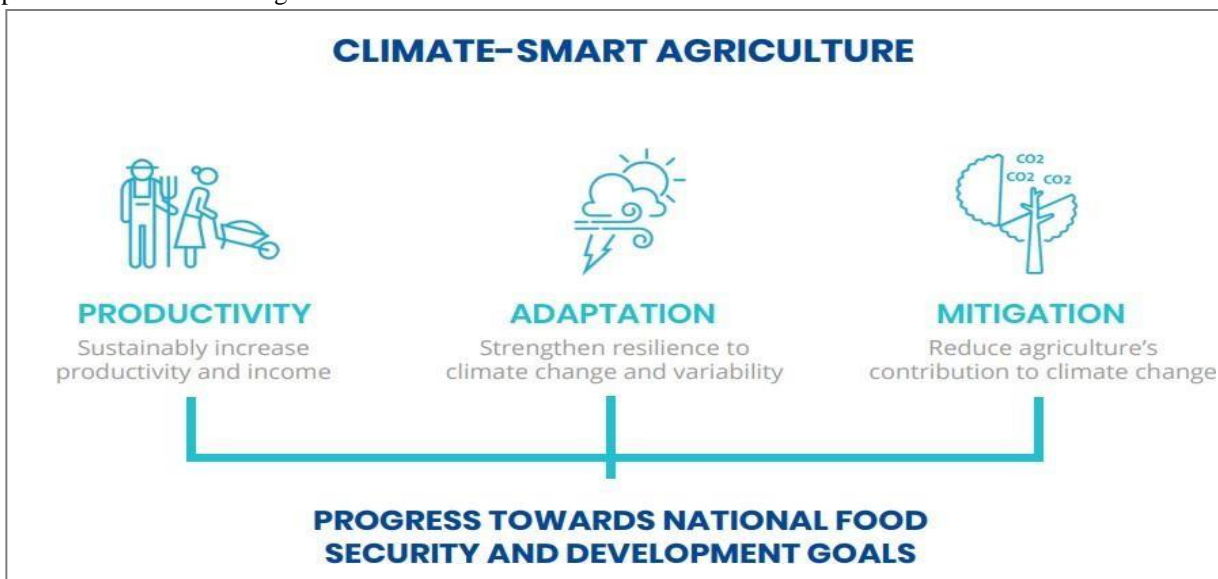 CLIMATE-SMART AGRICULTURE
CO2
CO2 CO2
PRODUCTIVITY
Sustainably increase
productivity and income
ADAPTATION
Strengthen resilience to
climate change and variability
MITIGATION
Reduce agriculture's
contribution to climate change
PROGRESS TOWARDS NATIONAL FOOD
SECURITY AND DEVELOPMENT GOALS